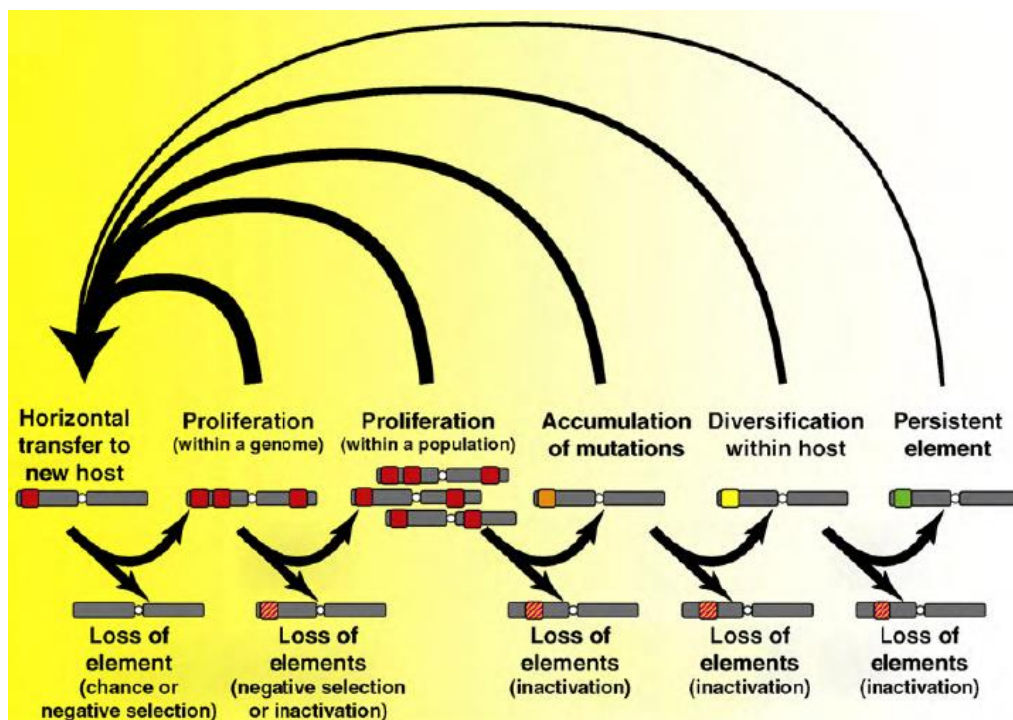 Horizontal
transfer to
new host
Proliferation
(within a genome)
Proliferation
(within a population)
Accumulation
of mutations
Diversification
within host
Persistent
element
Loss of
element
(chance or
negative selection)
Loss of
elements
(negative selection
or inactivation)
Loss of
elements
(inactivation)
Loss of
elements
(inactivation)
Loss of
elements
(inactivation)